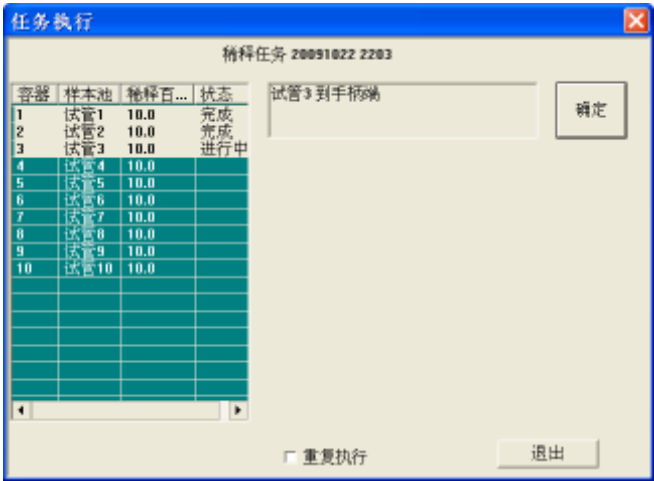 任务执行
稀释任务 20091022 2203
容器 样本池 稀释百... 状态
1 试管1 10.0 完成
2 试管2 10.0 完成
3 试管3 10.0 进行中
4 试管4 10.0
5 试管5 10.0
6 试管6 10.0
7 试管7 10.0
8 试管8 10.0
9 试管9 10.0
10 试管10 10.0
试管3 到手柄端
确定
重复执行
退出